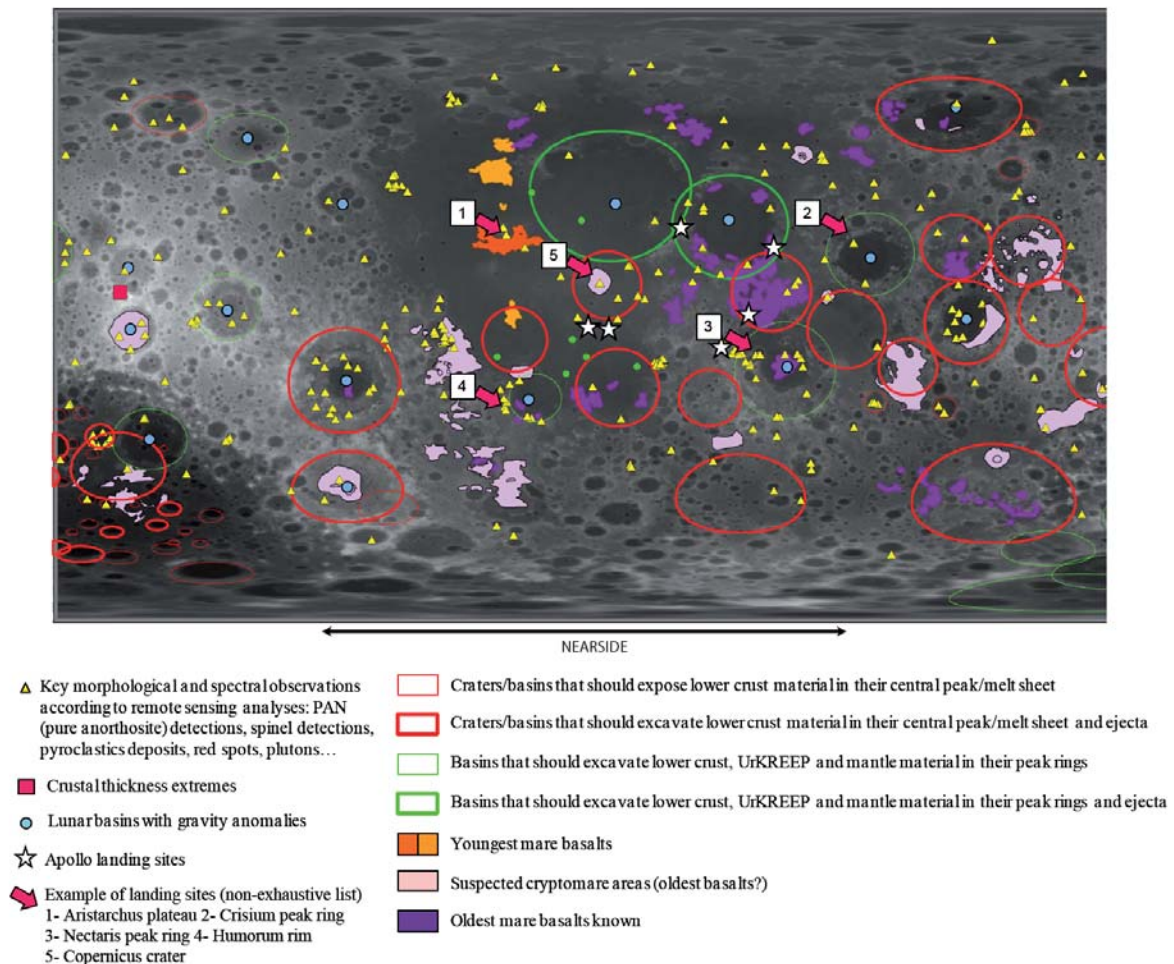 1
2
5
3
4
NEARSIDE
Key morphological and spectral observations
according to remote sensing analyses: PAN
(pure anorthosite) detections, spinel detections,
pyroclastics deposits, red spots, plutons…
Crustal thickness extremes
Lunar basins with gravity anomalies
Apollo landing sites
Example of landing sites (non-exhaustive list)
1- Aristarchus plateau 2- Crisium peak ring
3- Nectaris peak ring 4- Humorum rim
5- Copernicus crater
Craters/basins that should expose lower crust material in their central peak/melt sheet
Craters/basins that should excavate lower crust material in their central peak/melt sheet and ejecta
Basins that should excavate lower crust, UrKREEP and mantle material in their peak rings
Basins that should excavate lower crust, UrKREEP and mantle material in their peak rings and ejecta
Youngest mare basalts
Suspected cryptomare areas (oldest basalts?)
Oldest mare basalts known